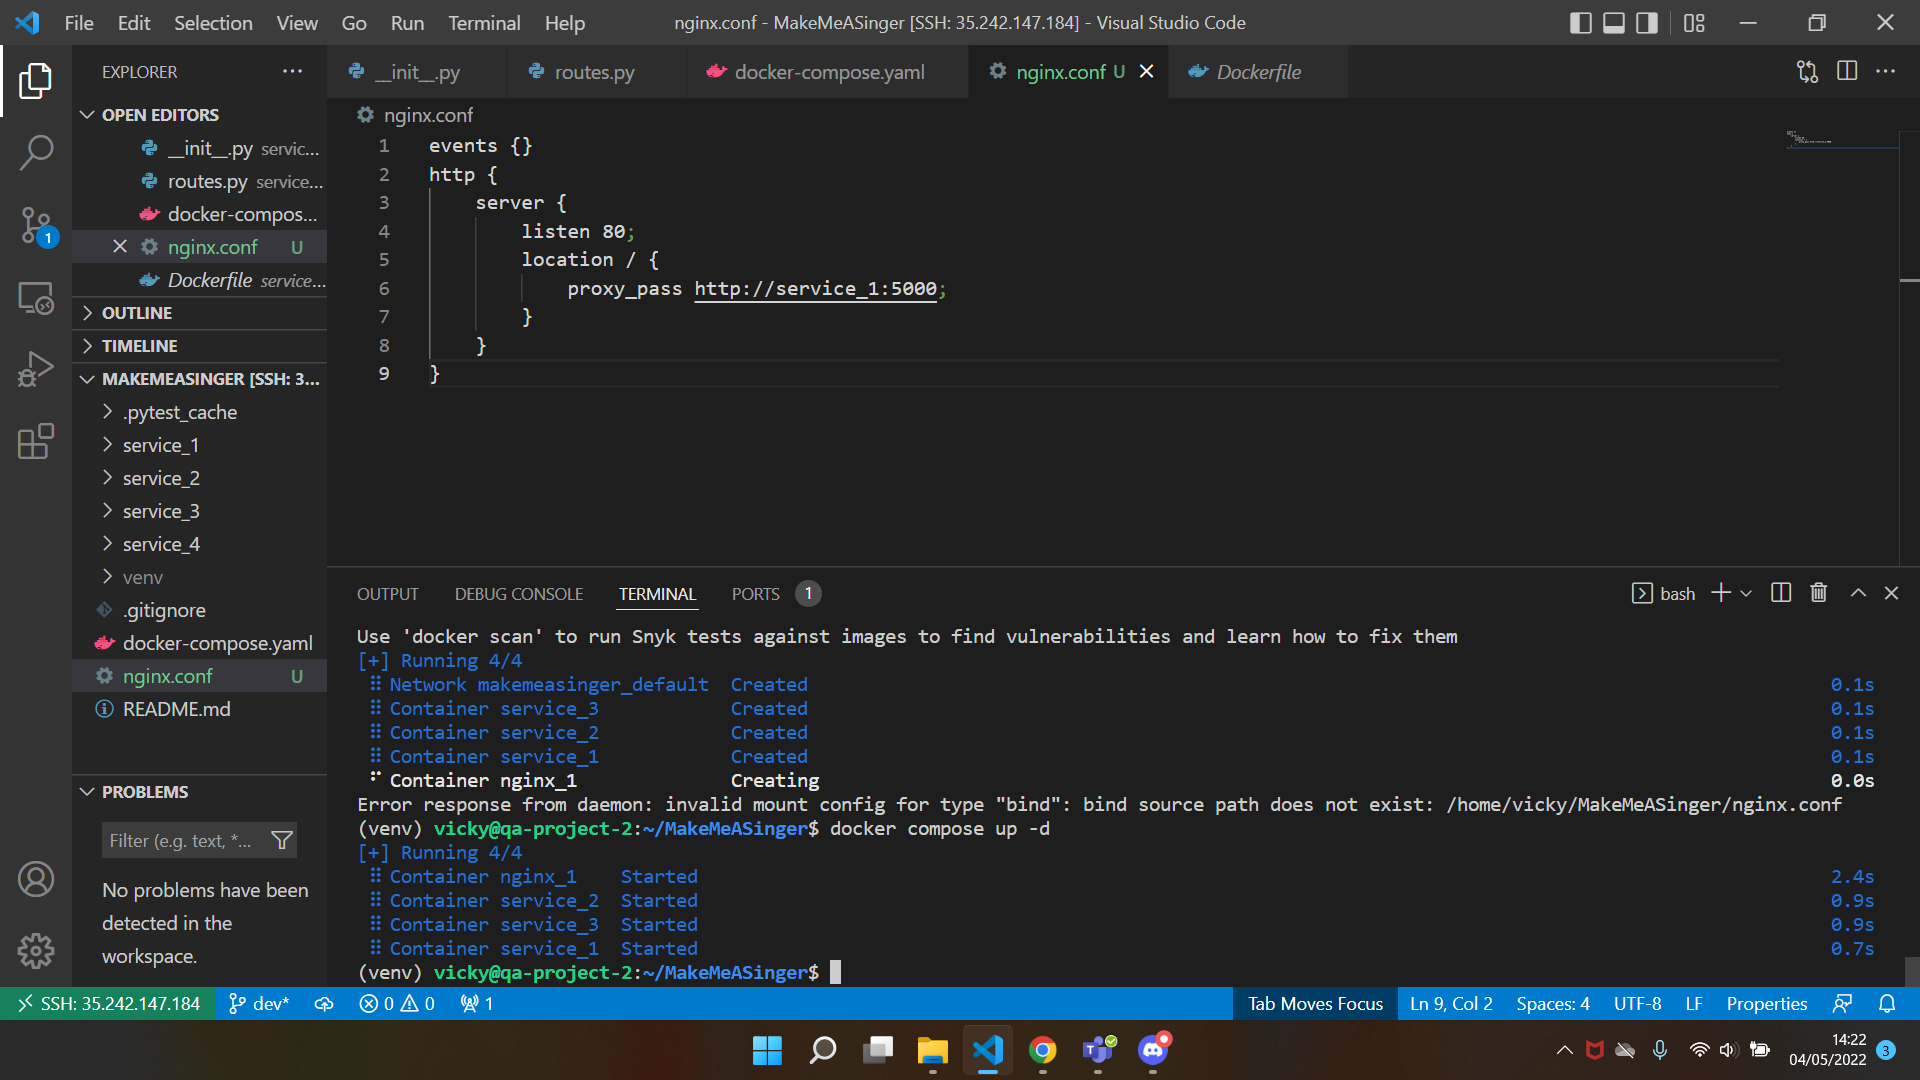 File Edit Selection View Go Run Terminal Help
nginx.conf - MakeMeASinger [SSH: 35.242.147.184] - Visual Studio Code
EXPLORER
OPEN EDITORS
__init__.py servic...
routes.py service...
docker-compos...
nginx.conf U
Dockerfile service...
OUTLINE
TIMELINE
MAKEMEASINGER [SSH: 3...
.pytest_cache
service_1
service_2
service_3
service_4
venv
.gitignore
docker-compose.yaml
nginx.conf U
README.md
PROBLEMS
Filter (e.g. text, *...
No problems have been
detected in the
workspace.
1
__init__.py routes.py docker-compose.yaml nginx.conf U Dockerfile
nginx.conf
1 events {}
2 http {
3 server {
4 listen 80;
5 location / {
6 proxy_pass http://service_1:5000;
7 }
8 }
9 }
OUTPUT DEBUG CONSOLE TERMINAL PORTS 1 bash
Use 'docker scan' to run Snyk tests against images to find vulnerabilities and learn how to fix them
[+] Running 4/4
Network makemeasinger_default Created 0.1s
Container service_3 Created 0.1s
Container service_2 Created 0.1s
Container service_1 Created 0.1s
Container nginx_1 Creating 0.0s
Error response from daemon: invalid mount config for type "bind": bind source path does not exist: /home/vicky/MakeMeASinger/nginx.conf
(venv) vicky@qa-project-2:~/MakeMeASinger$ docker compose up -d
[+] Running 4/4
Container nginx_1 Started 2.4s
Container service_2 Started 0.9s
Container service_3 Started 0.9s
Container service_1 Started 0.7s
(venv) vicky@qa-project-2:~/MakeMeASinger$
SSH: 35.242.147.184 dev* 0 0 1 Tab Moves Focus Ln 9, Col 2 Spaces: 4 UTF-8 LF Properties
14:22
04/05/2022 3